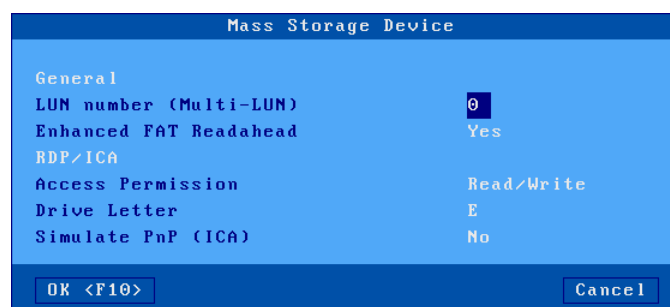 Mass Storage Device
General
LUN number (Multi-LUN) 0
Enhanced FAT Readahead Yes
RDP/ICA
Access Permission Read/Write
Drive Letter E
Simulate PnP (ICA) No
OK <F10> Cancel